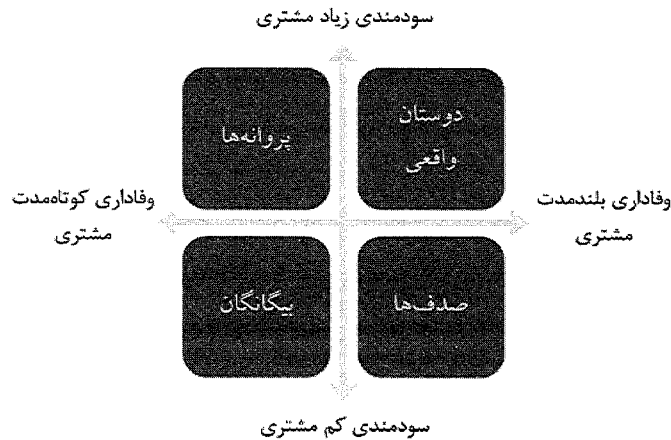 سودمندی زیاد مشتری
دوستان
واقعی
پروانه‌ها
وفاداری بلندمدت
مشتری
وفاداری کوتاه‌مدت
مشتری
صدف‌ها
بیگانگان
سودمندی کم مشتری